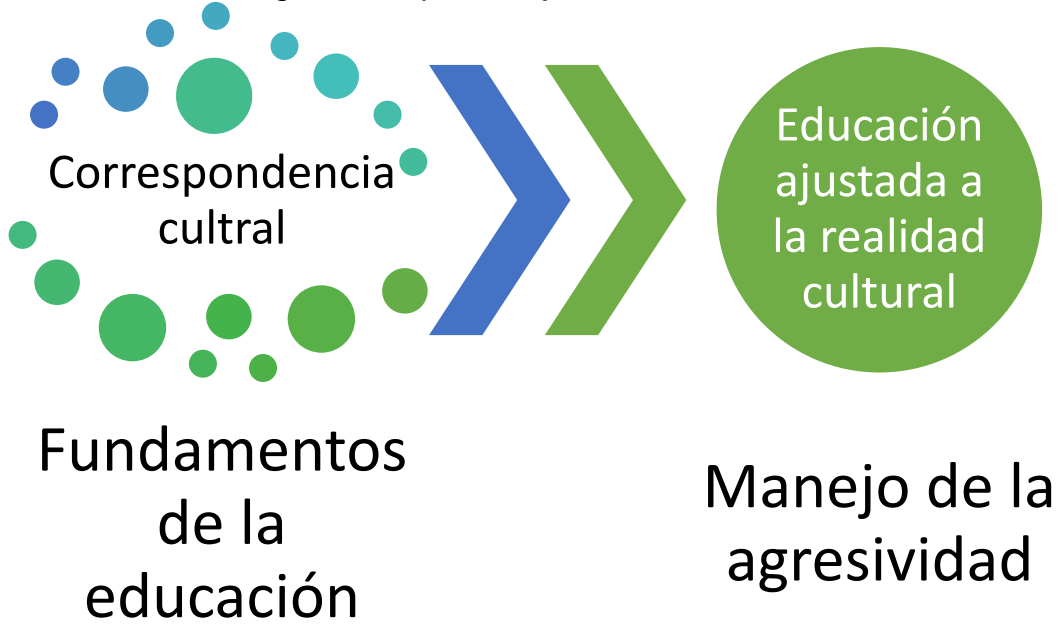 Correspondencia
cultral
Educación
ajustada a
la realidad
cultural
Fundamentos
de la
educación
Manejo de la
agresividad